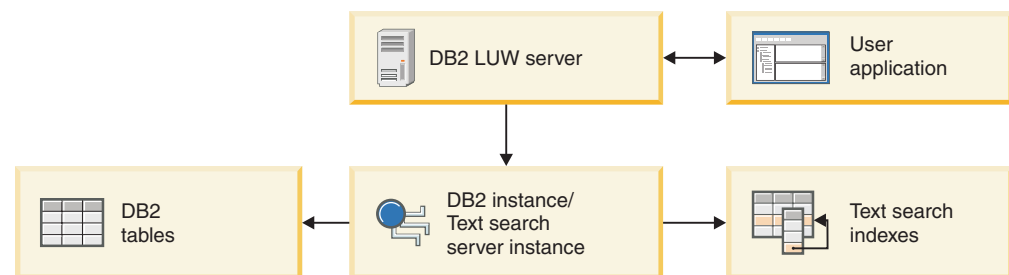 DB2 LUW server
User
application
DB2
tables
DB2 instance/
Text search
server instance
Text search
indexes